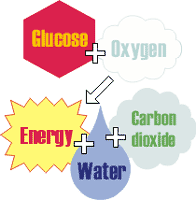 Glucose
+
Oxygen
Energy
+
Water
+
Carbon
dioxide